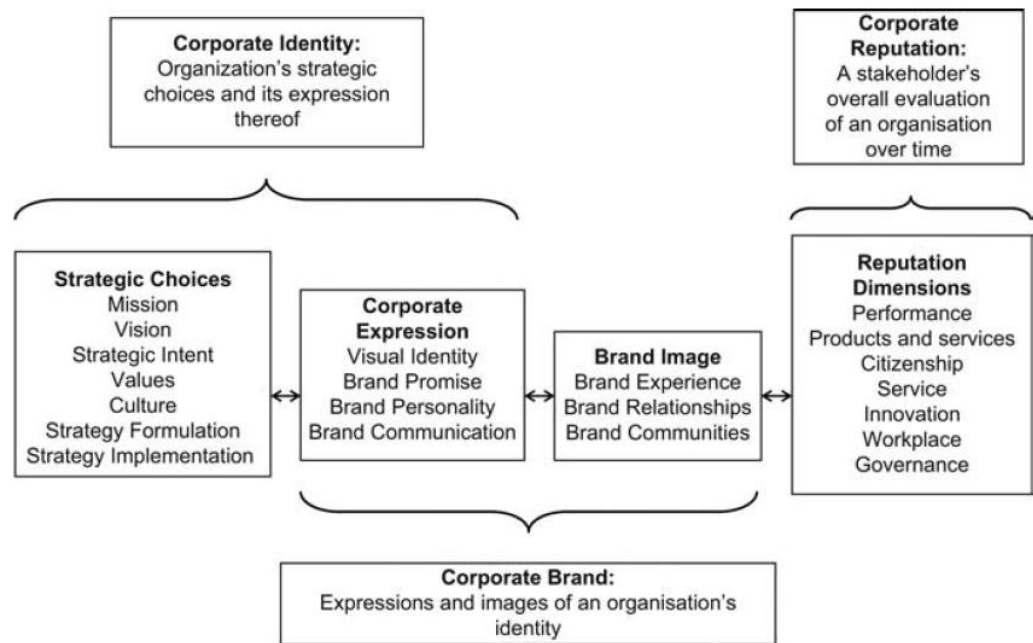 Corporate Identity:
Organization's strategic
choices and its expression
thereof
Corporate
Reputation:
A stakeholder's
overall evaluation
of an organisation
over time
Strategic Choices
Mission
Vision
Strategic Intent
Values
Culture
Strategy Formulation
Strategy Implementation
Corporate
Expression
Visual Identity
Brand Promise
Brand Personality
Brand Communication
Brand Image
Brand Experience
Brand Relationships
Brand Communities
Reputation
Dimensions
Performance
Products and services
Citizenship
Service
Innovation
Workplace
Governance
Corporate Brand:
Expressions and images of an organisation's
identity